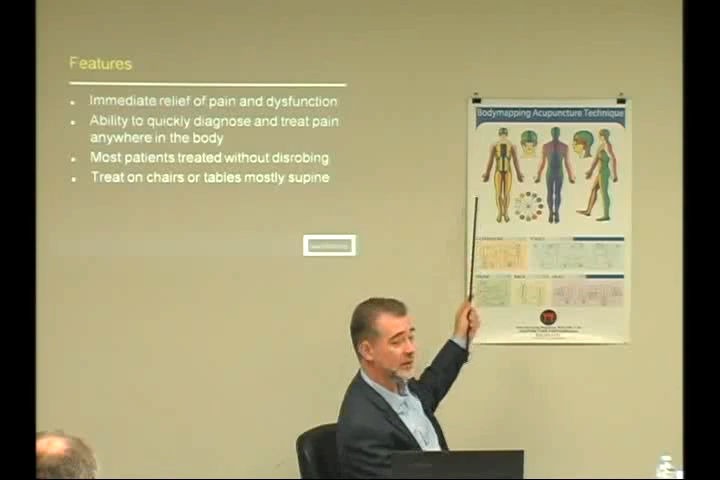 Features
Immediate relief of pain and dysfunction
Ability to quickly diagnose and treat pain
anywhere in the body
Most patients treated without disrobing
Treat on chairs or tables mostly supine
Bodymapping Acupuncture Technique